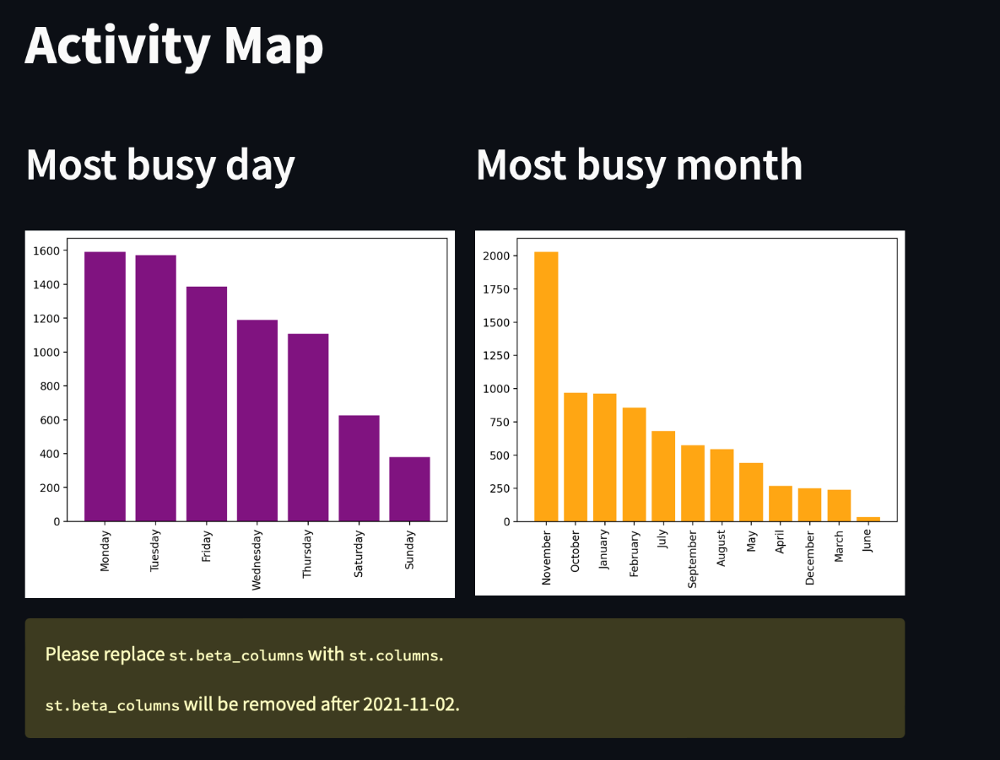 Activity Map
Most busy day
Most busy month
1600
1400
1200
1000
800
600
400
200
0
Monday
Tuesday
Friday
Wednesday
Thursday
Saturday
Sunday
2000
1750
1500
1250
1000
750
500
250
0
November
October
January
February
July
September
August
May
April
December
March
June
Please replace st.beta_columns with st.columns.
st.beta_columns will be removed after 2021-11-02.